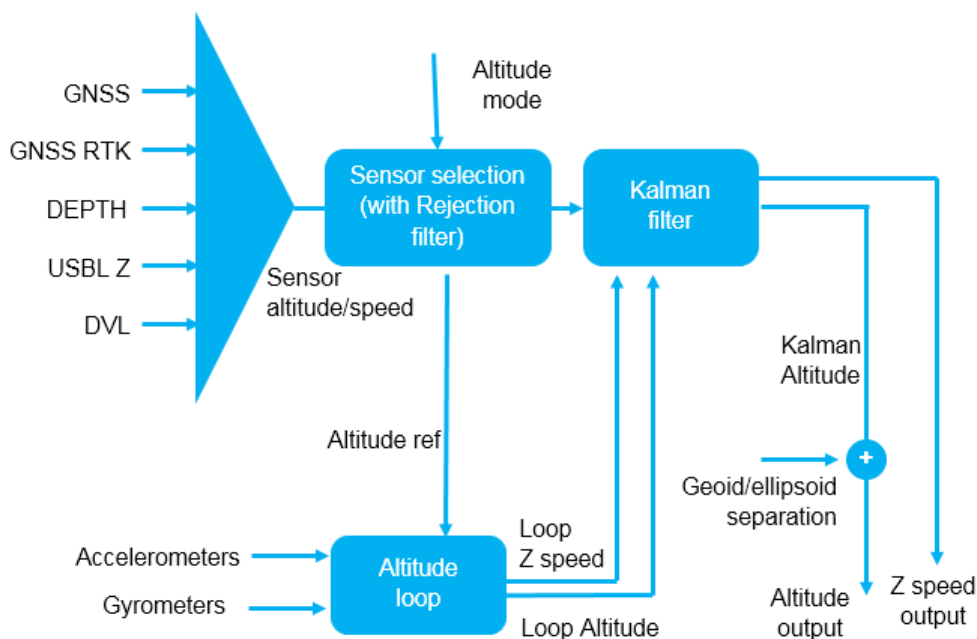 GNSS
GNSS RTK
DEPTH
USBL Z
DVL
Sensor
altitude/speed
Altitude
mode
Sensor selection
(with Rejection
filter)
Kalman
filter
Altitude ref
Kalman
Altitude
+
Geoid/ellipsoid
separation
Accelerometers
Gyrometers
Altitude
loop
Loop
Z speed
Loop Altitude
Altitude
output
Z speed
output